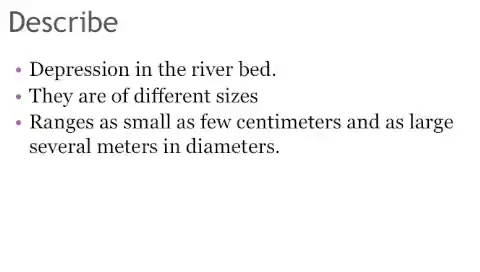 Describe
• Depression in the river bed.
• They are of different sizes
• Ranges as small as few centimeters and as large
several meters in diameters.